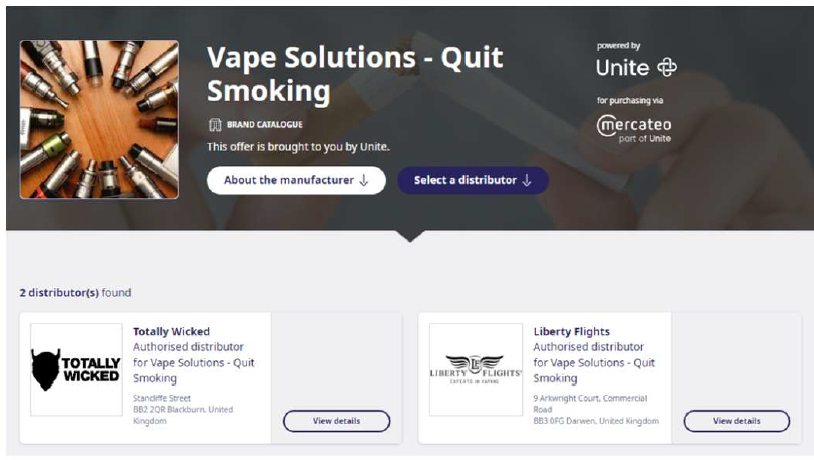 Vape Solutions - Quit
Smoking
BRAND CATALOGUE
This offer is brought to you by Unite.
About the manufacturer ↓
Select a distributor ↓
powered by
Unite
for purchasing via
mercateo
part of Unite
2 distributor(s) found
TOTALLY
WICKED
Totally Wicked
Authorised distributor
for Vape Solutions - Quit
Smoking
Stancliffe Street
BB2 2QR Blackburn, United
Kingdom
View details
LIBERTY FLIGHTS
EXPERTS IN VAPING
Liberty Flights
Authorised distributor
for Vape Solutions - Quit
Smoking
9 Arkwright Court, Commercial
Road
BB3 0FG Darwen, United Kingdom
View details